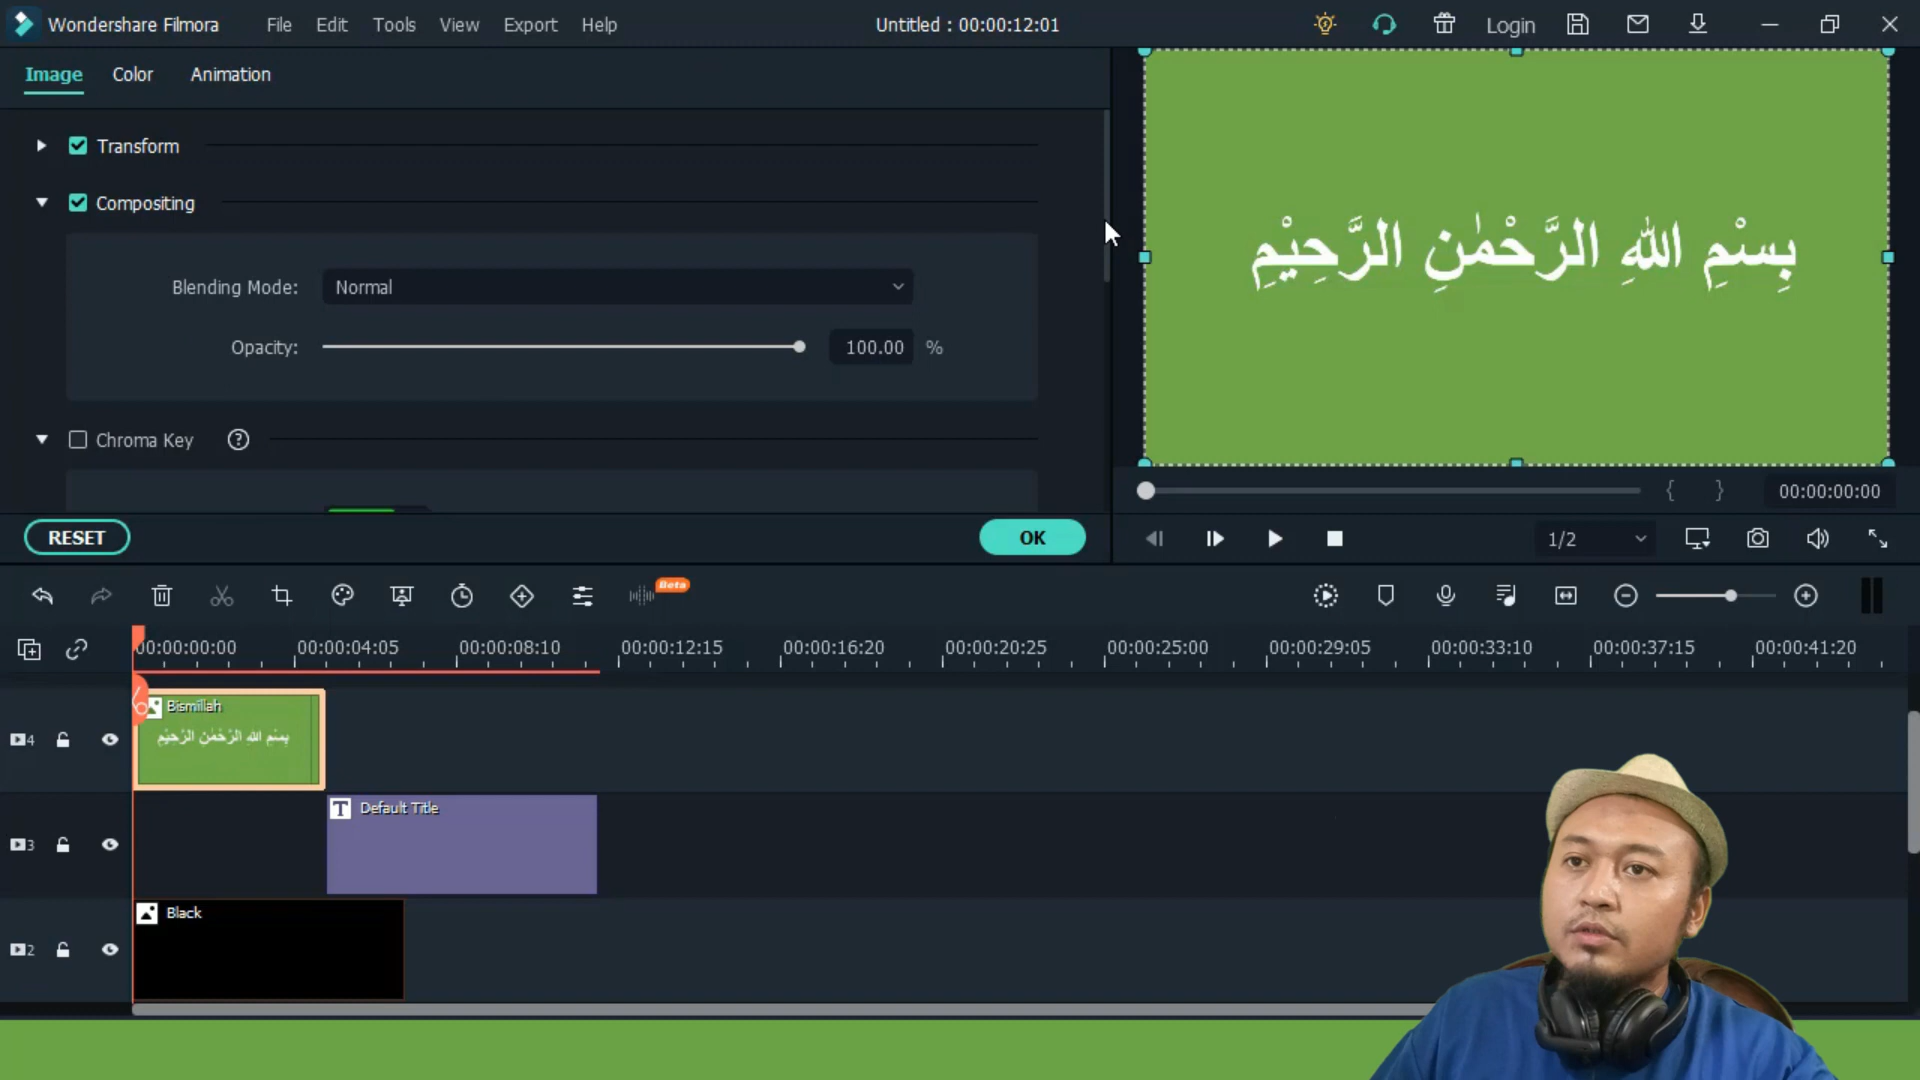 Wondershare Filmora File Edit Tools View Export Help Untitled : 00:00:12:01 Login
Image Color Animation
Transform
Compositing
Blending Mode: Normal
Opacity: 100.00 %
Chroma Key ?
RESET OK
بِسْمِ اللهِ الرَّحْمٰنِ الرَّحِيْمِ
{ } 00:00:00:00
1/2
Beta
00:00:00:00 00:00:04:05 00:00:08:10 00:00:12:15 00:00:16:20 00:00:20:25 00:00:25:00 00:00:29:05 00:00:33:10 00:00:37:15 00:00:41:20
4 Bismillah
بِسْمِ اللهِ الرَّحْمٰنِ الرَّحِيْمِ
3 T Default Title
2 Black